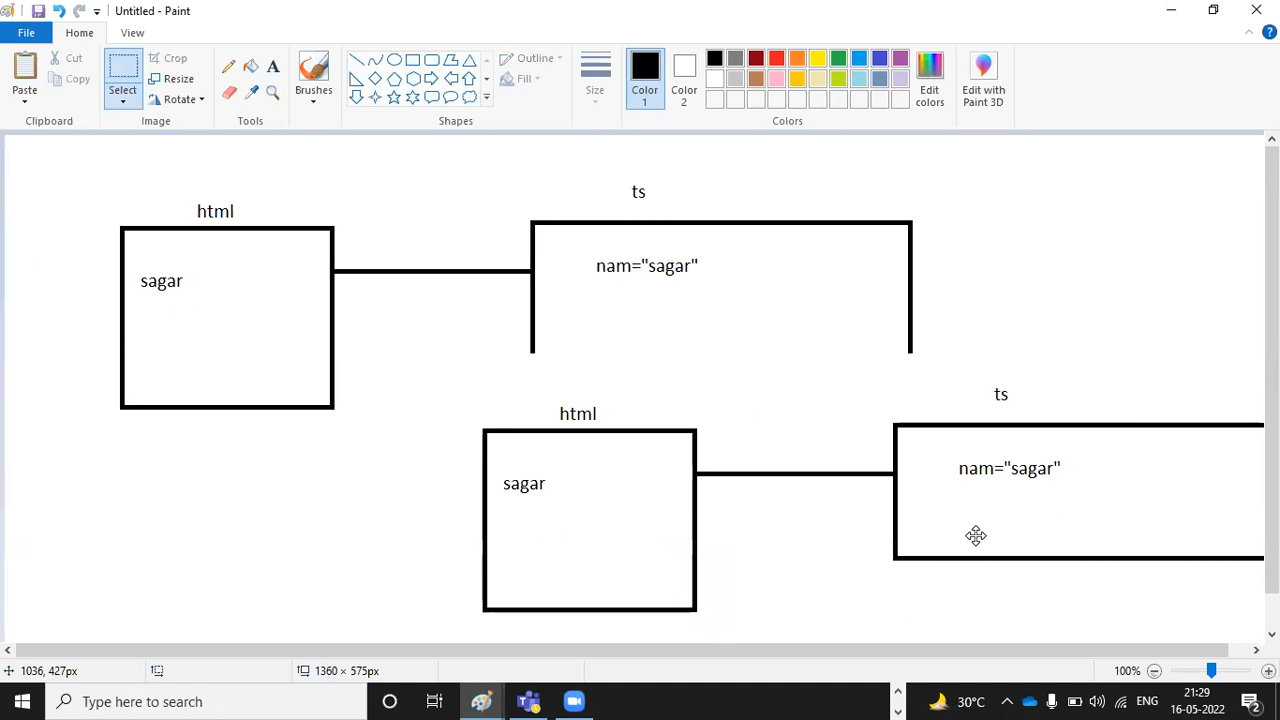 Untitled - Paint
File
Home
View
Paste
Cut
Copy
Clipboard
Select
Crop
Resize
Rotate
Image
A
Tools
Brushes
Shapes
Outline
Fill
Size
Color 1
Color 2
Edit colors
Colors
Edit with Paint 3D
html
ts
sagar
nam="sagar"
html
ts
sagar
nam="sagar"
1036, 427px
1360 × 575px
100%
Type here to search
30°C
ENG
21:29
16-05-2022
2